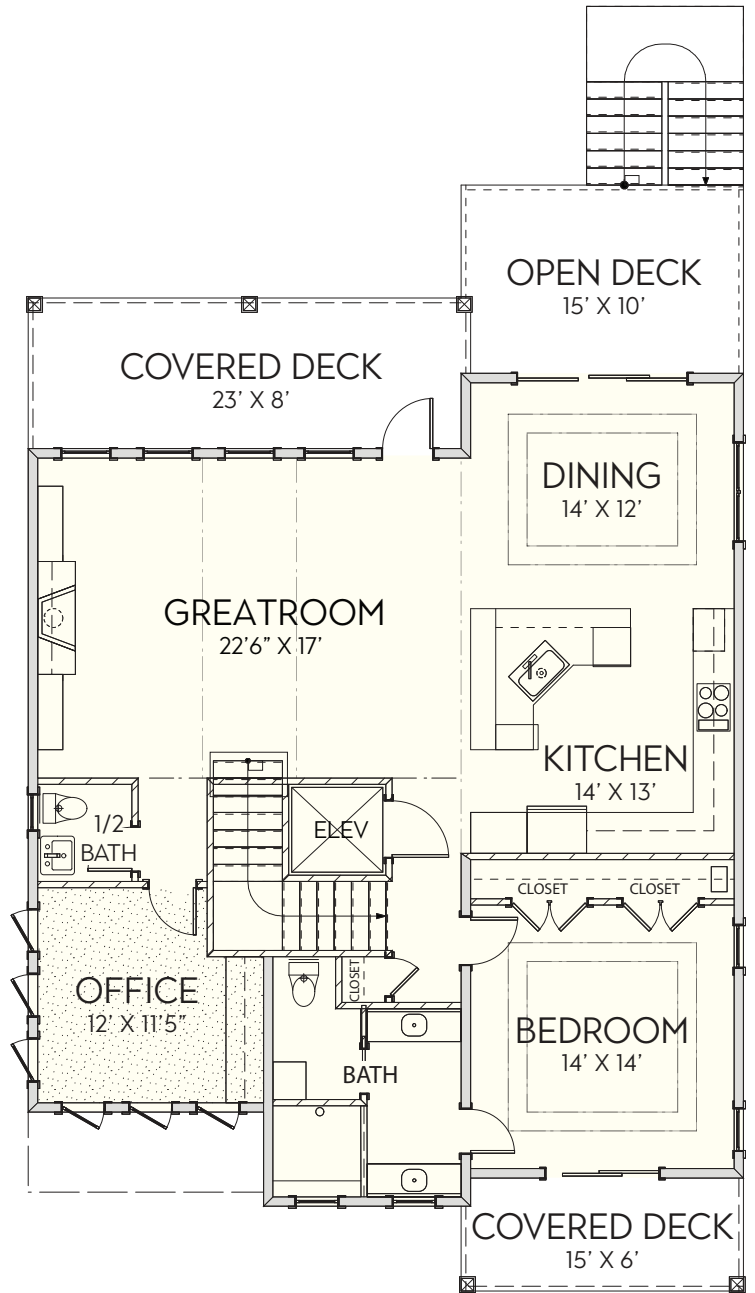 OPEN DECK
15' X 10'
COVERED DECK
23' X 8'
DINING
14' X 12'
GREATROOM
22'6" X 17'
KITCHEN
14' X 13'
1/2
BATH
ELEV
CLOSET
CLOSET
OFFICE
12' X 11'5"
CLOSET
BEDROOM
14' X 14'
BATH
COVERED DECK
15' X 6'